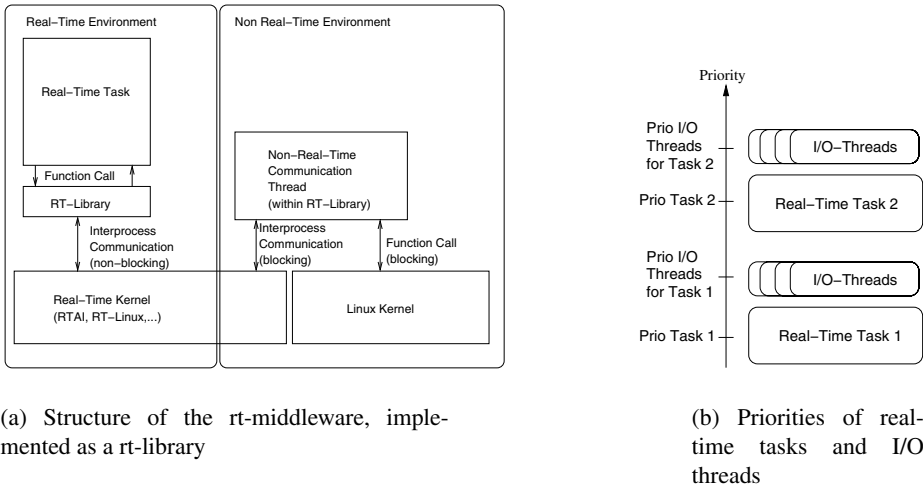 Real−Time Environment
Non Real−Time Environment
Real−Time Task
Function Call
RT−Library
Interprocess
Communication
(non−blocking)
Real−Time Kernel
(RTAI, RT−Linux,...)
Non−Real−Time
Communication
Thread
(within RT−Library)
Interprocess
Communication
(blocking)
Function Call
(blocking)
Linux Kernel
(a) Structure of the rt-middleware, imple-
mented as a rt-library
Priority
Prio I/O
Threads
for Task 2
I/O−Threads
Prio Task 2
Real−Time Task 2
Prio I/O
Threads
for Task 1
I/O−Threads
Prio Task 1
Real−Time Task 1
(b) Priorities of real-
time tasks and I/O
threads